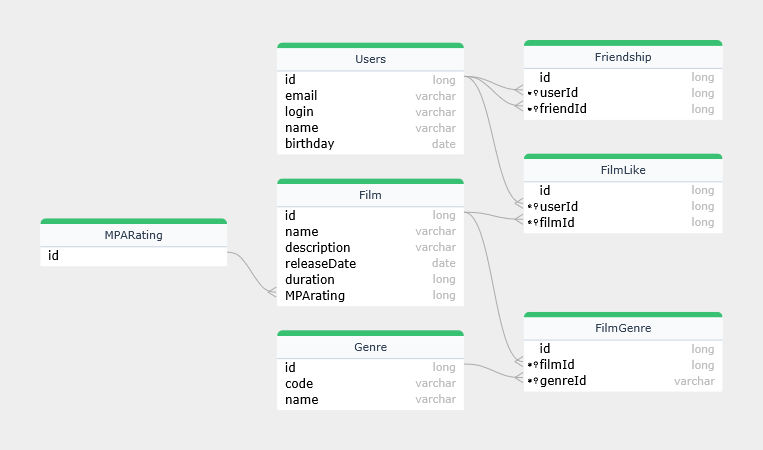 Users
id long
email varchar
login varchar
name varchar
birthday date
Friendship
id long
userId long
friendId long
FilmLike
id long
userId long
filmId long
Film
id long
name varchar
description varchar
releaseDate date
duration long
MPArating long
MPARating
id
Genre
id long
code varchar
name varchar
FilmGenre
id long
filmId long
genreId varchar